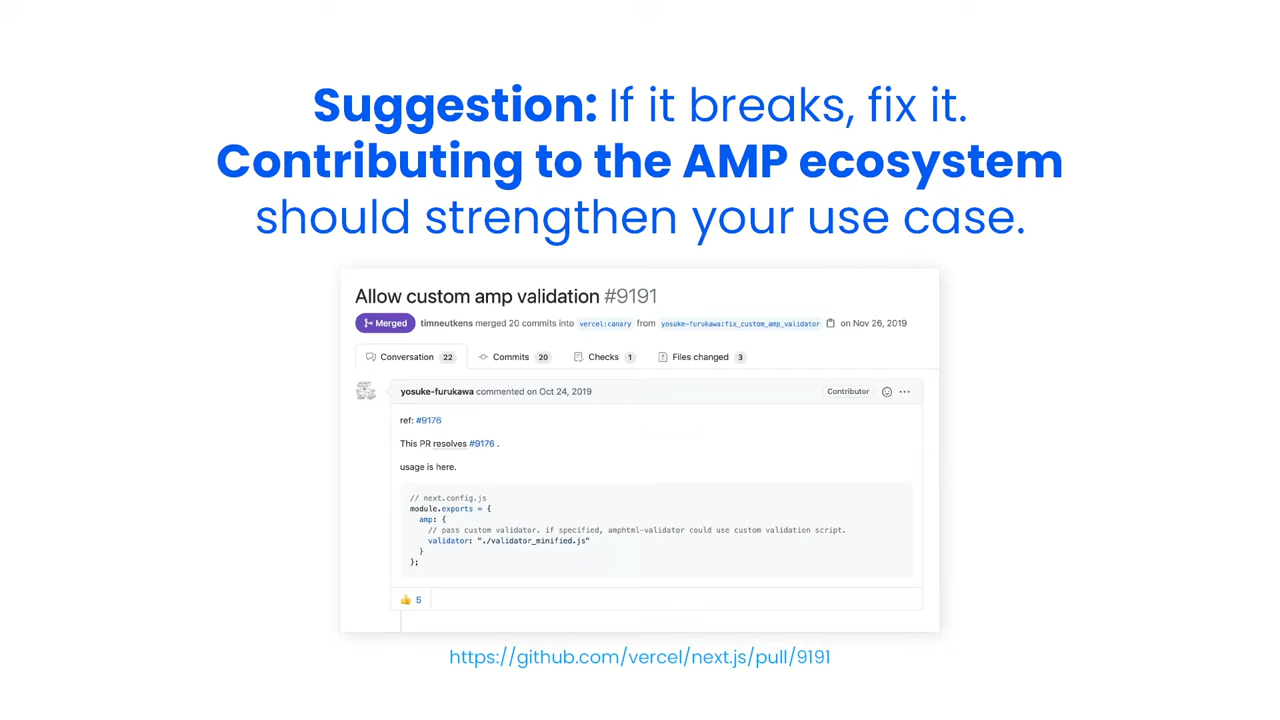 Suggestion: If it breaks, fix it.
Contributing to the AMP ecosystem
should strengthen your use case.
Allow custom amp validation #9191
Merged timneutkens merged 20 commits into vercel:canary from yosuke-furukawa:fix_custom_amp_validator on Nov 26, 2019
Conversation 22 Commits 20 Checks 1 Files changed 3
yosuke-furukawa commented on Oct 24, 2019 Contributor ...
ref: #9176
This PR resolves #9176 .
usage is here.
// next.config.js
module.exports = {
amp: {
// pass custom validator. if specified, amphtml-validator could use custom validation script.
validator: "./validator_minified.js"
}
};
👍 5
https://github.com/vercel/next.js/pull/9191